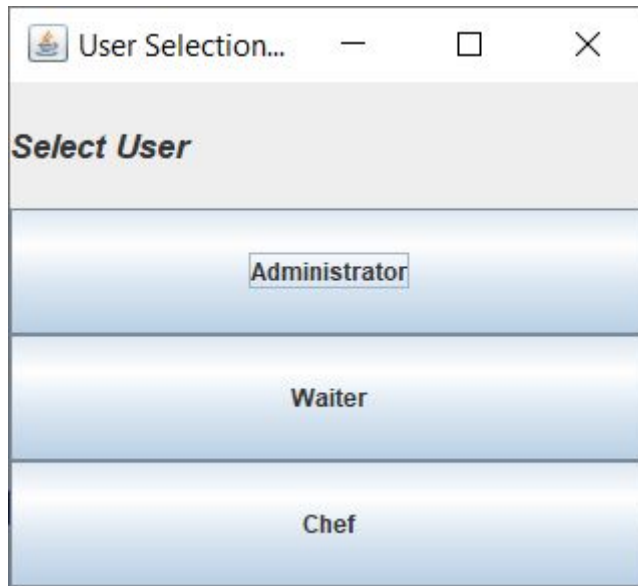 User Selection...
Select User
Administrator
Waiter
Chef